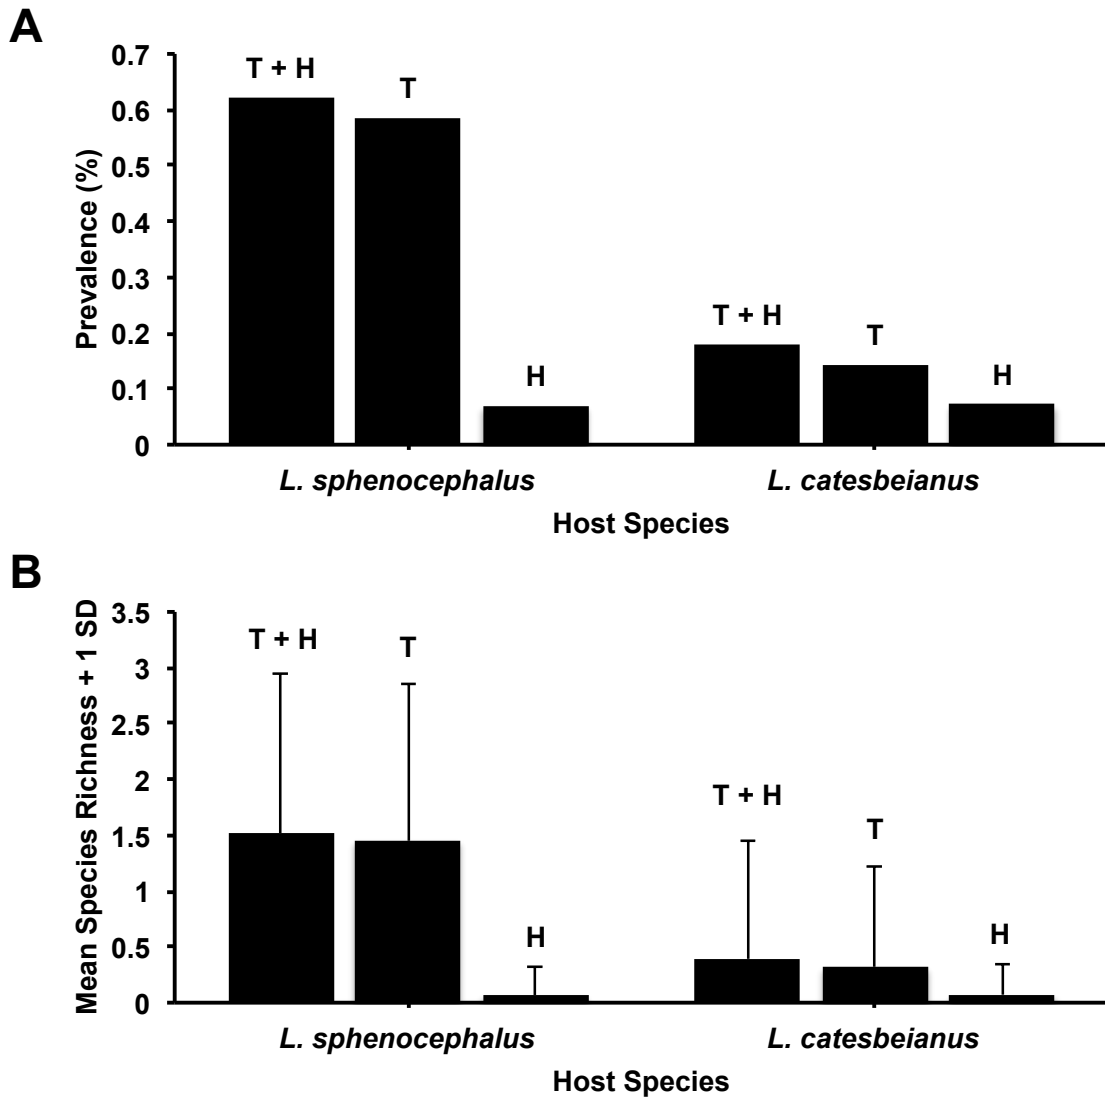 A
0.7
0.6
0.5
0.4
0.3
0.2
0.1
0
Prevalence (%)
T + H
T
H
T + H
T
H
L. sphenocephalus
L. catesbeianus
Host Species
B
3.5
3
2.5
2
1.5
1
0.5
0
Mean Species Richness + 1 SD
T + H
T
H
T + H
T
H
L. sphenocephalus
L. catesbeianus
Host Species